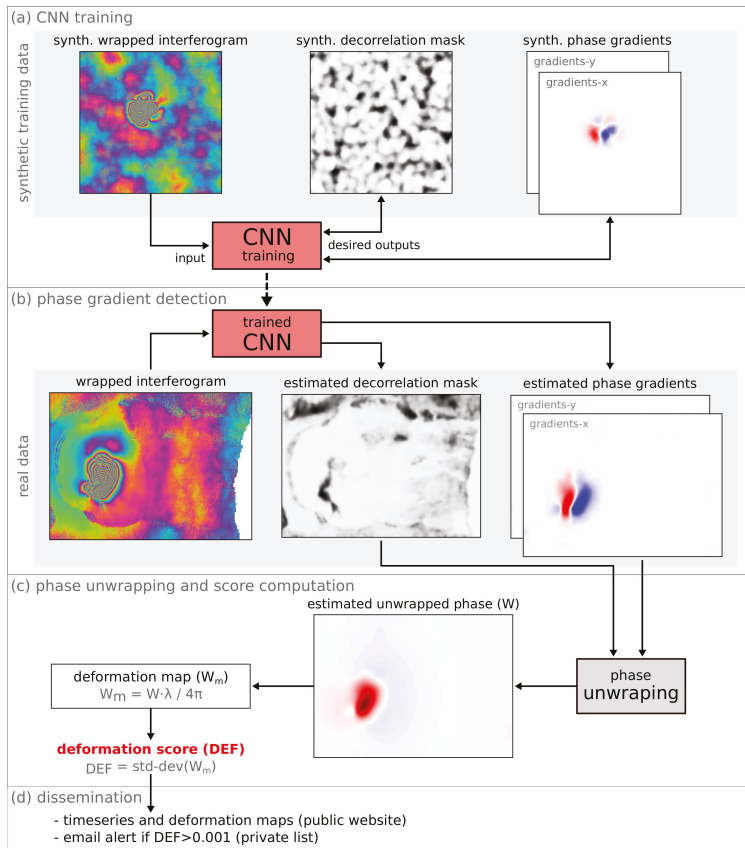 (a) CNN training
synthetic training data
synth. wrapped interferogram
synth. decorrelation mask
synth. phase gradients
gradients-y
gradients-x
input
CNN
training
desired outputs
(b) phase gradient detection
trained
CNN
real data
wrapped interferogram
estimated decorrelation mask
estimated phase gradients
gradients-y
gradients-x
(c) phase unwrapping and score computation
estimated unwrapped phase (W)
phase
unwraping
deformation map (Wₘ)
Wₘ = W·λ / 4π
deformation score (DEF)
DEF = std-dev(Wₘ)
(d) dissemination
- timeseries and deformation maps (public website)
- email alert if DEF>0.001 (private list)